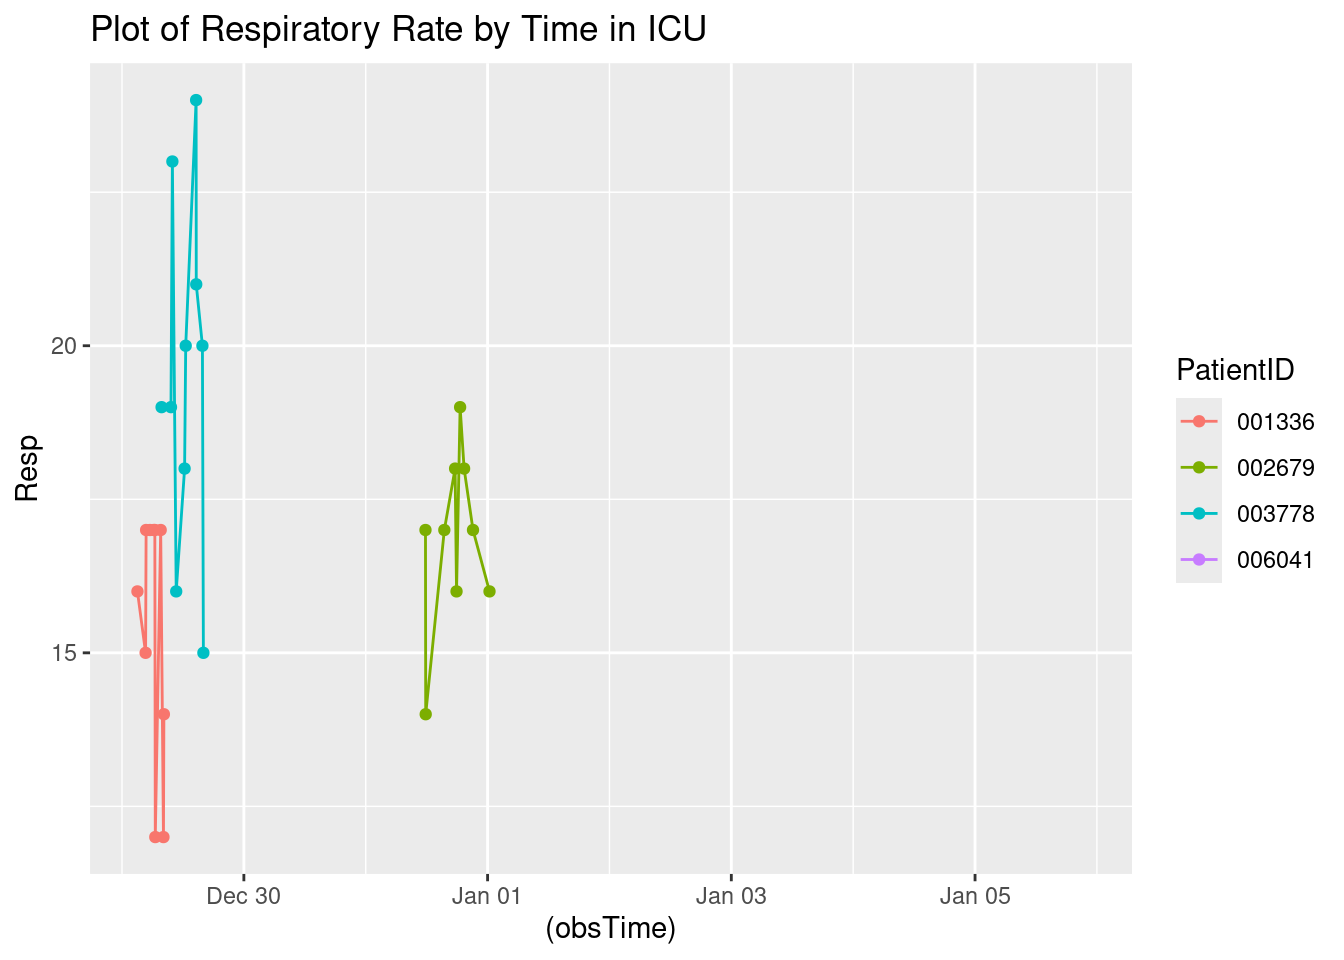 Plot of Respiratory Rate by Time in ICU
Resp
20
15
Dec 30
Jan 01
Jan 03
Jan 05
(obsTime)
PatientID
001336
002679
003778
006041